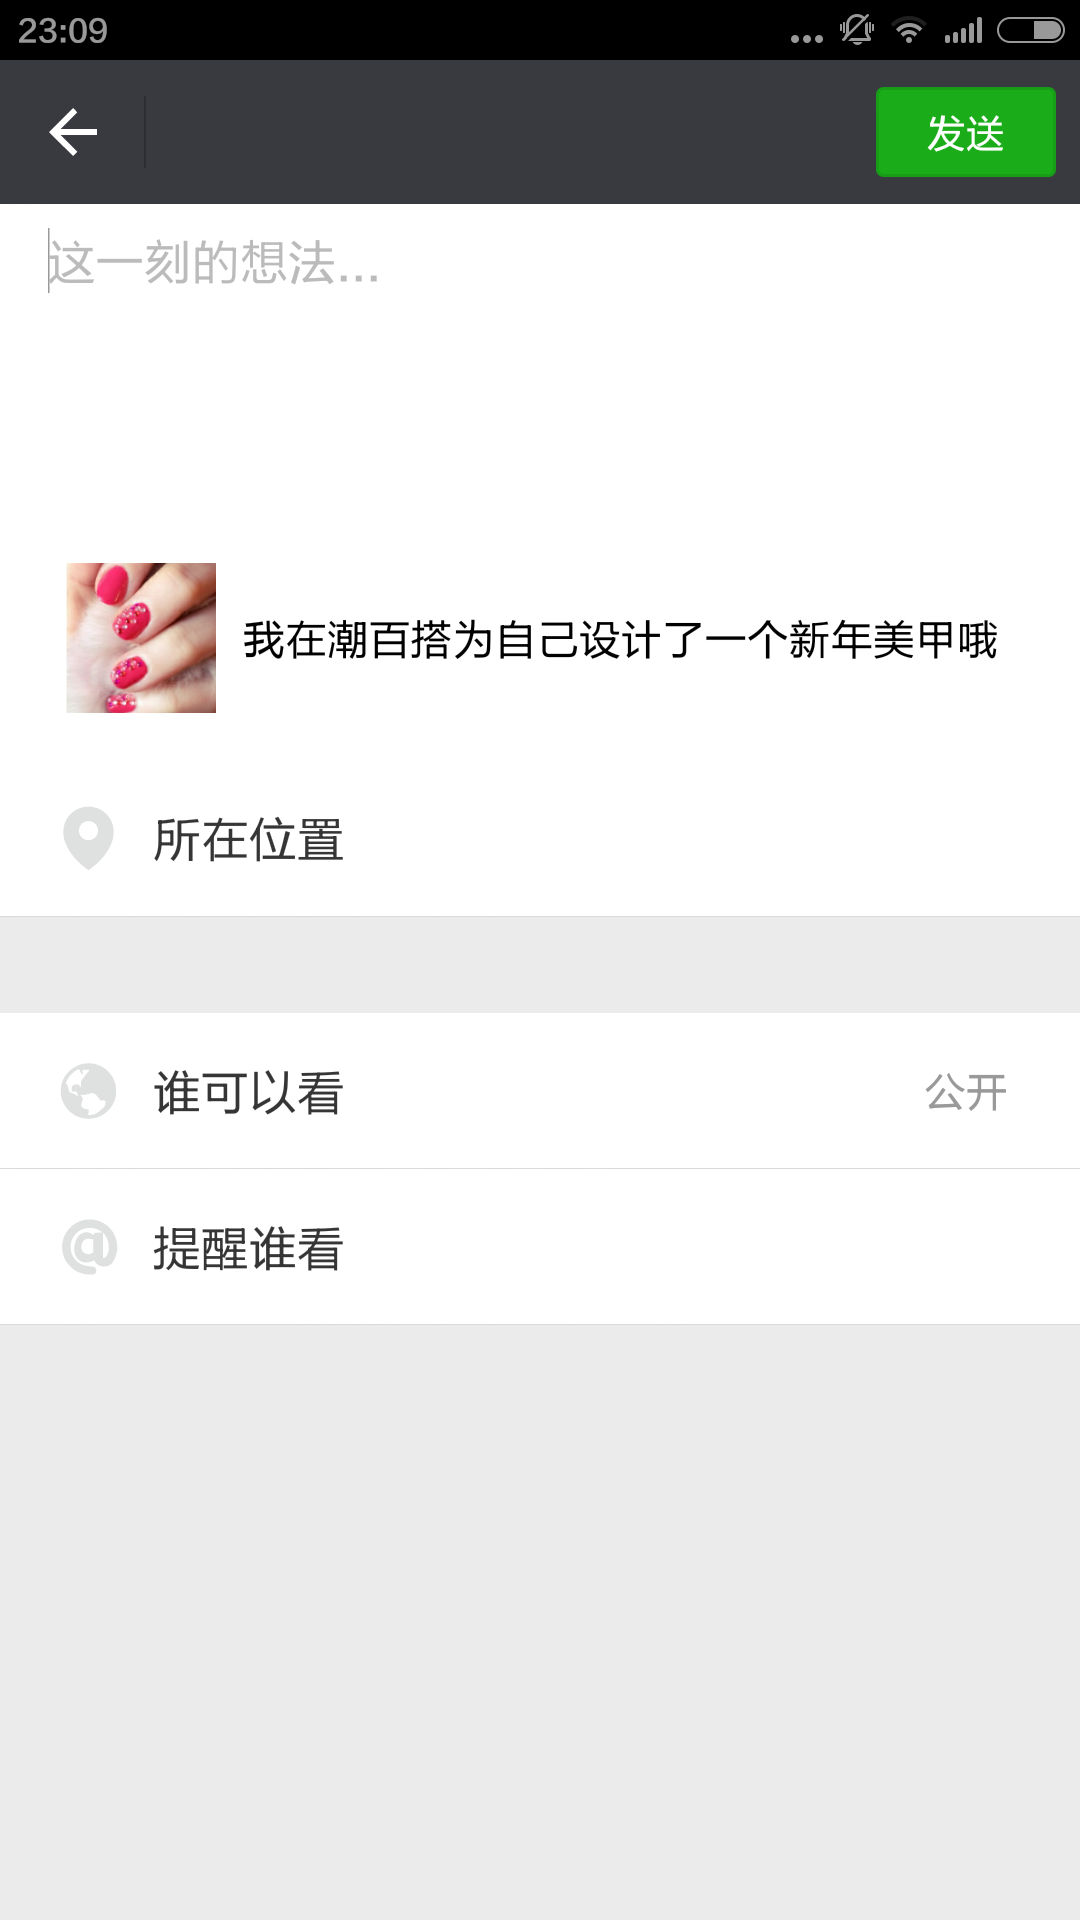 23:09
发送
这一刻的想法...
我在潮百搭为自己设计了一个新年美甲哦
所在位置
谁可以看
公开
提醒谁看